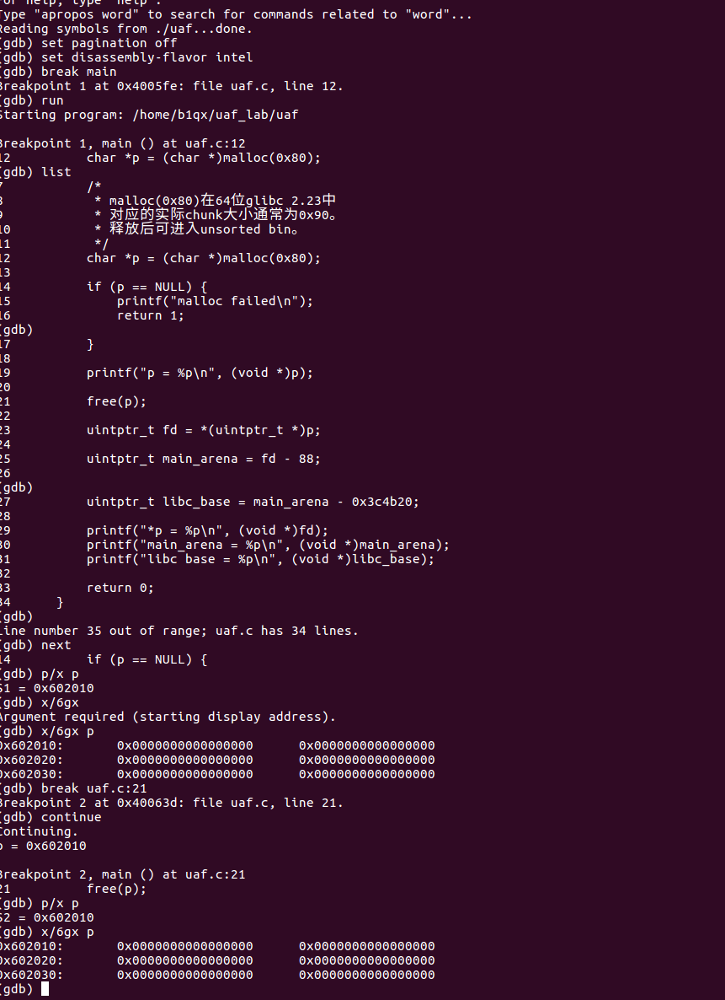 For help, type "help".
Type "apropos word" to search for commands related to "word"...
Reading symbols from ./uaf...done.
(gdb) set pagination off
(gdb) set disassembly-flavor intel
(gdb) break main
Breakpoint 1 at 0x4005fe: file uaf.c, line 12.
(gdb) run
Starting program: /home/b1qx/uaf_lab/uaf

Breakpoint 1, main () at uaf.c:12
12          char *p = (char *)malloc(0x80);
(gdb) list
7           /*
8            * malloc(0x80)在64位glibc 2.23中
9            * 对应的实际chunk大小通常为0x90。
10           * 释放后可进入unsorted bin。
11           */
12          char *p = (char *)malloc(0x80);
13
14          if (p == NULL) {
15              printf("malloc failed\n");
16              return 1;
(gdb)
17          }
18
19          printf("p = %p\n", (void *)p);
20
21          free(p);
22
23          uintptr_t fd = *(uintptr_t *)p;
24
25          uintptr_t main_arena = fd - 88;
26
(gdb)
27          uintptr_t libc_base = main_arena - 0x3c4b20;
28
29          printf("*p = %p\n", (void *)fd);
30          printf("main_arena = %p\n", (void *)main_arena);
31          printf("libc base = %p\n", (void *)libc_base);
32
33          return 0;
34      }
(gdb)
Line number 35 out of range; uaf.c has 34 lines.
(gdb) next
14          if (p == NULL) {
(gdb) p/x p
$1 = 0x602010
(gdb) x/6gx
Argument required (starting display address).
(gdb) x/6gx p
0x602010:       0x0000000000000000      0x0000000000000000
0x602020:       0x0000000000000000      0x0000000000000000
0x602030:       0x0000000000000000      0x0000000000000000
(gdb) break uaf.c:21
Breakpoint 2 at 0x40063d: file uaf.c, line 21.
(gdb) continue
Continuing.
p = 0x602010

Breakpoint 2, main () at uaf.c:21
21          free(p);
(gdb) p/x p
$2 = 0x602010
(gdb) x/6gx p
0x602010:       0x0000000000000000      0x0000000000000000
0x602020:       0x0000000000000000      0x0000000000000000
0x602030:       0x0000000000000000      0x0000000000000000
(gdb)